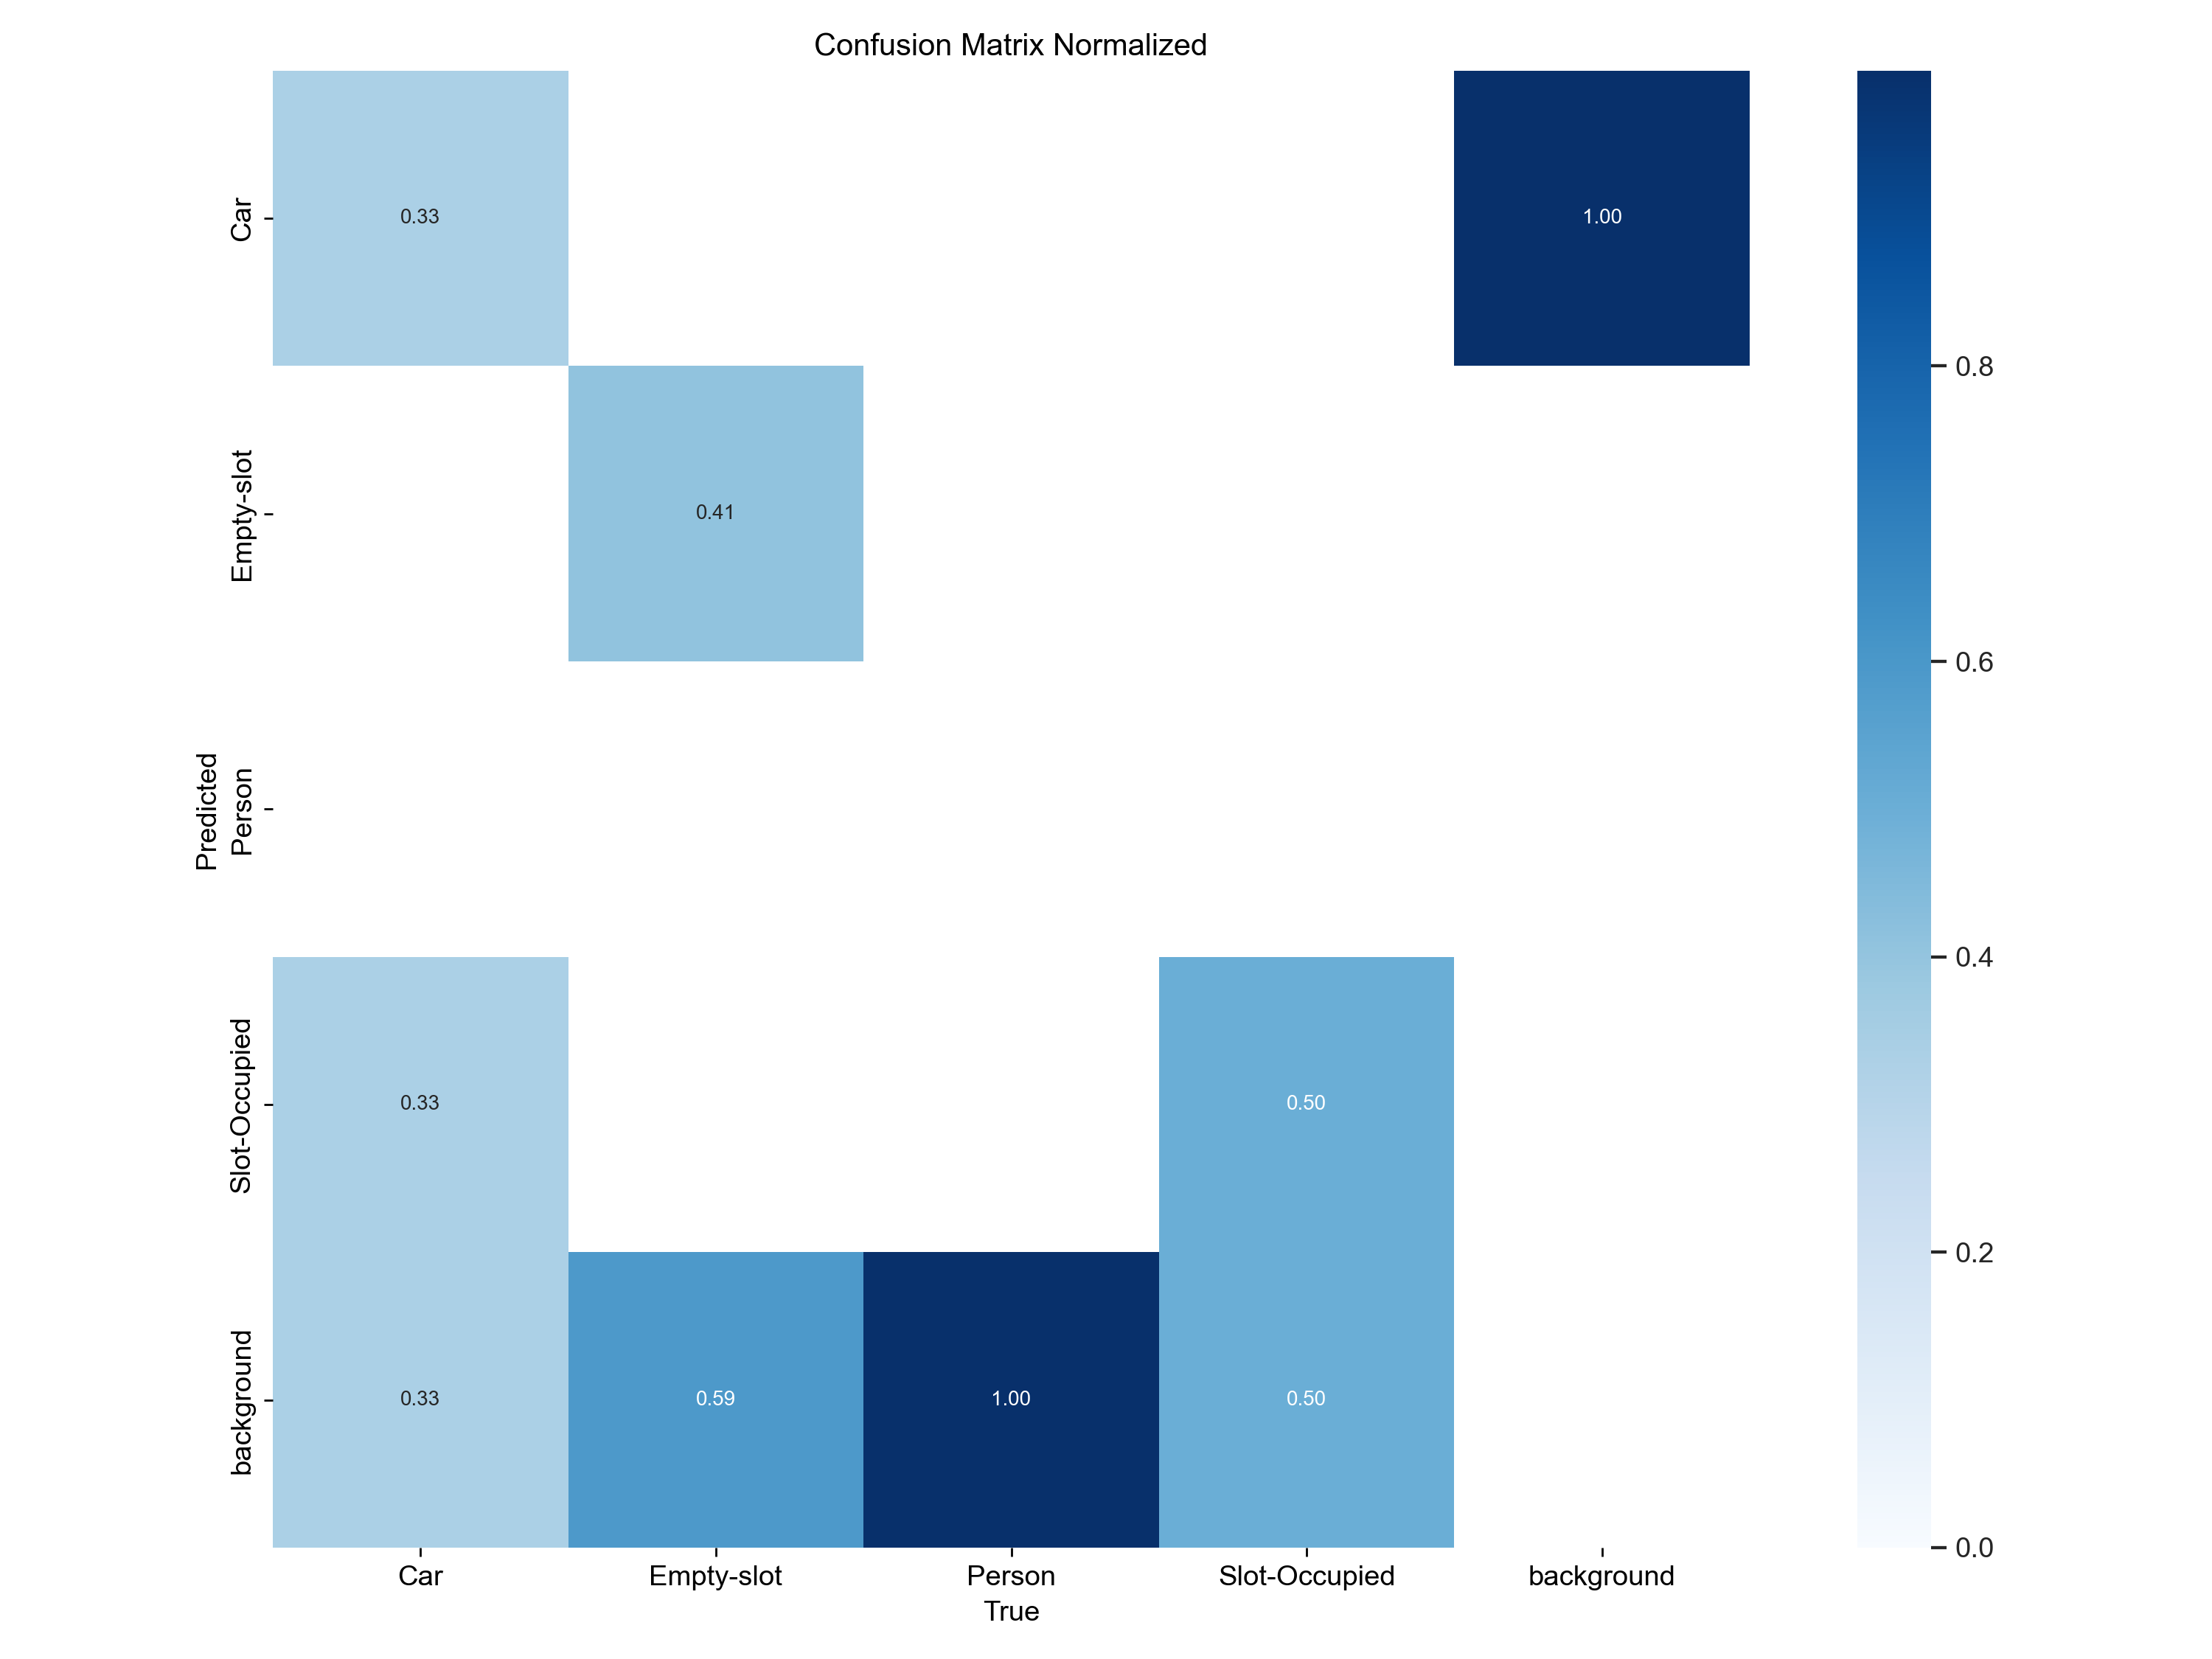 Confusion Matrix Normalized
Car
0.33
1.00
Empty-slot
0.41
Predicted
Person
Slot-Occupied
0.33
0.50
background
0.33
0.59
1.00
0.50
Car
Empty-slot
Person
Slot-Occupied
background
True
0.8
0.6
0.4
0.2
0.0